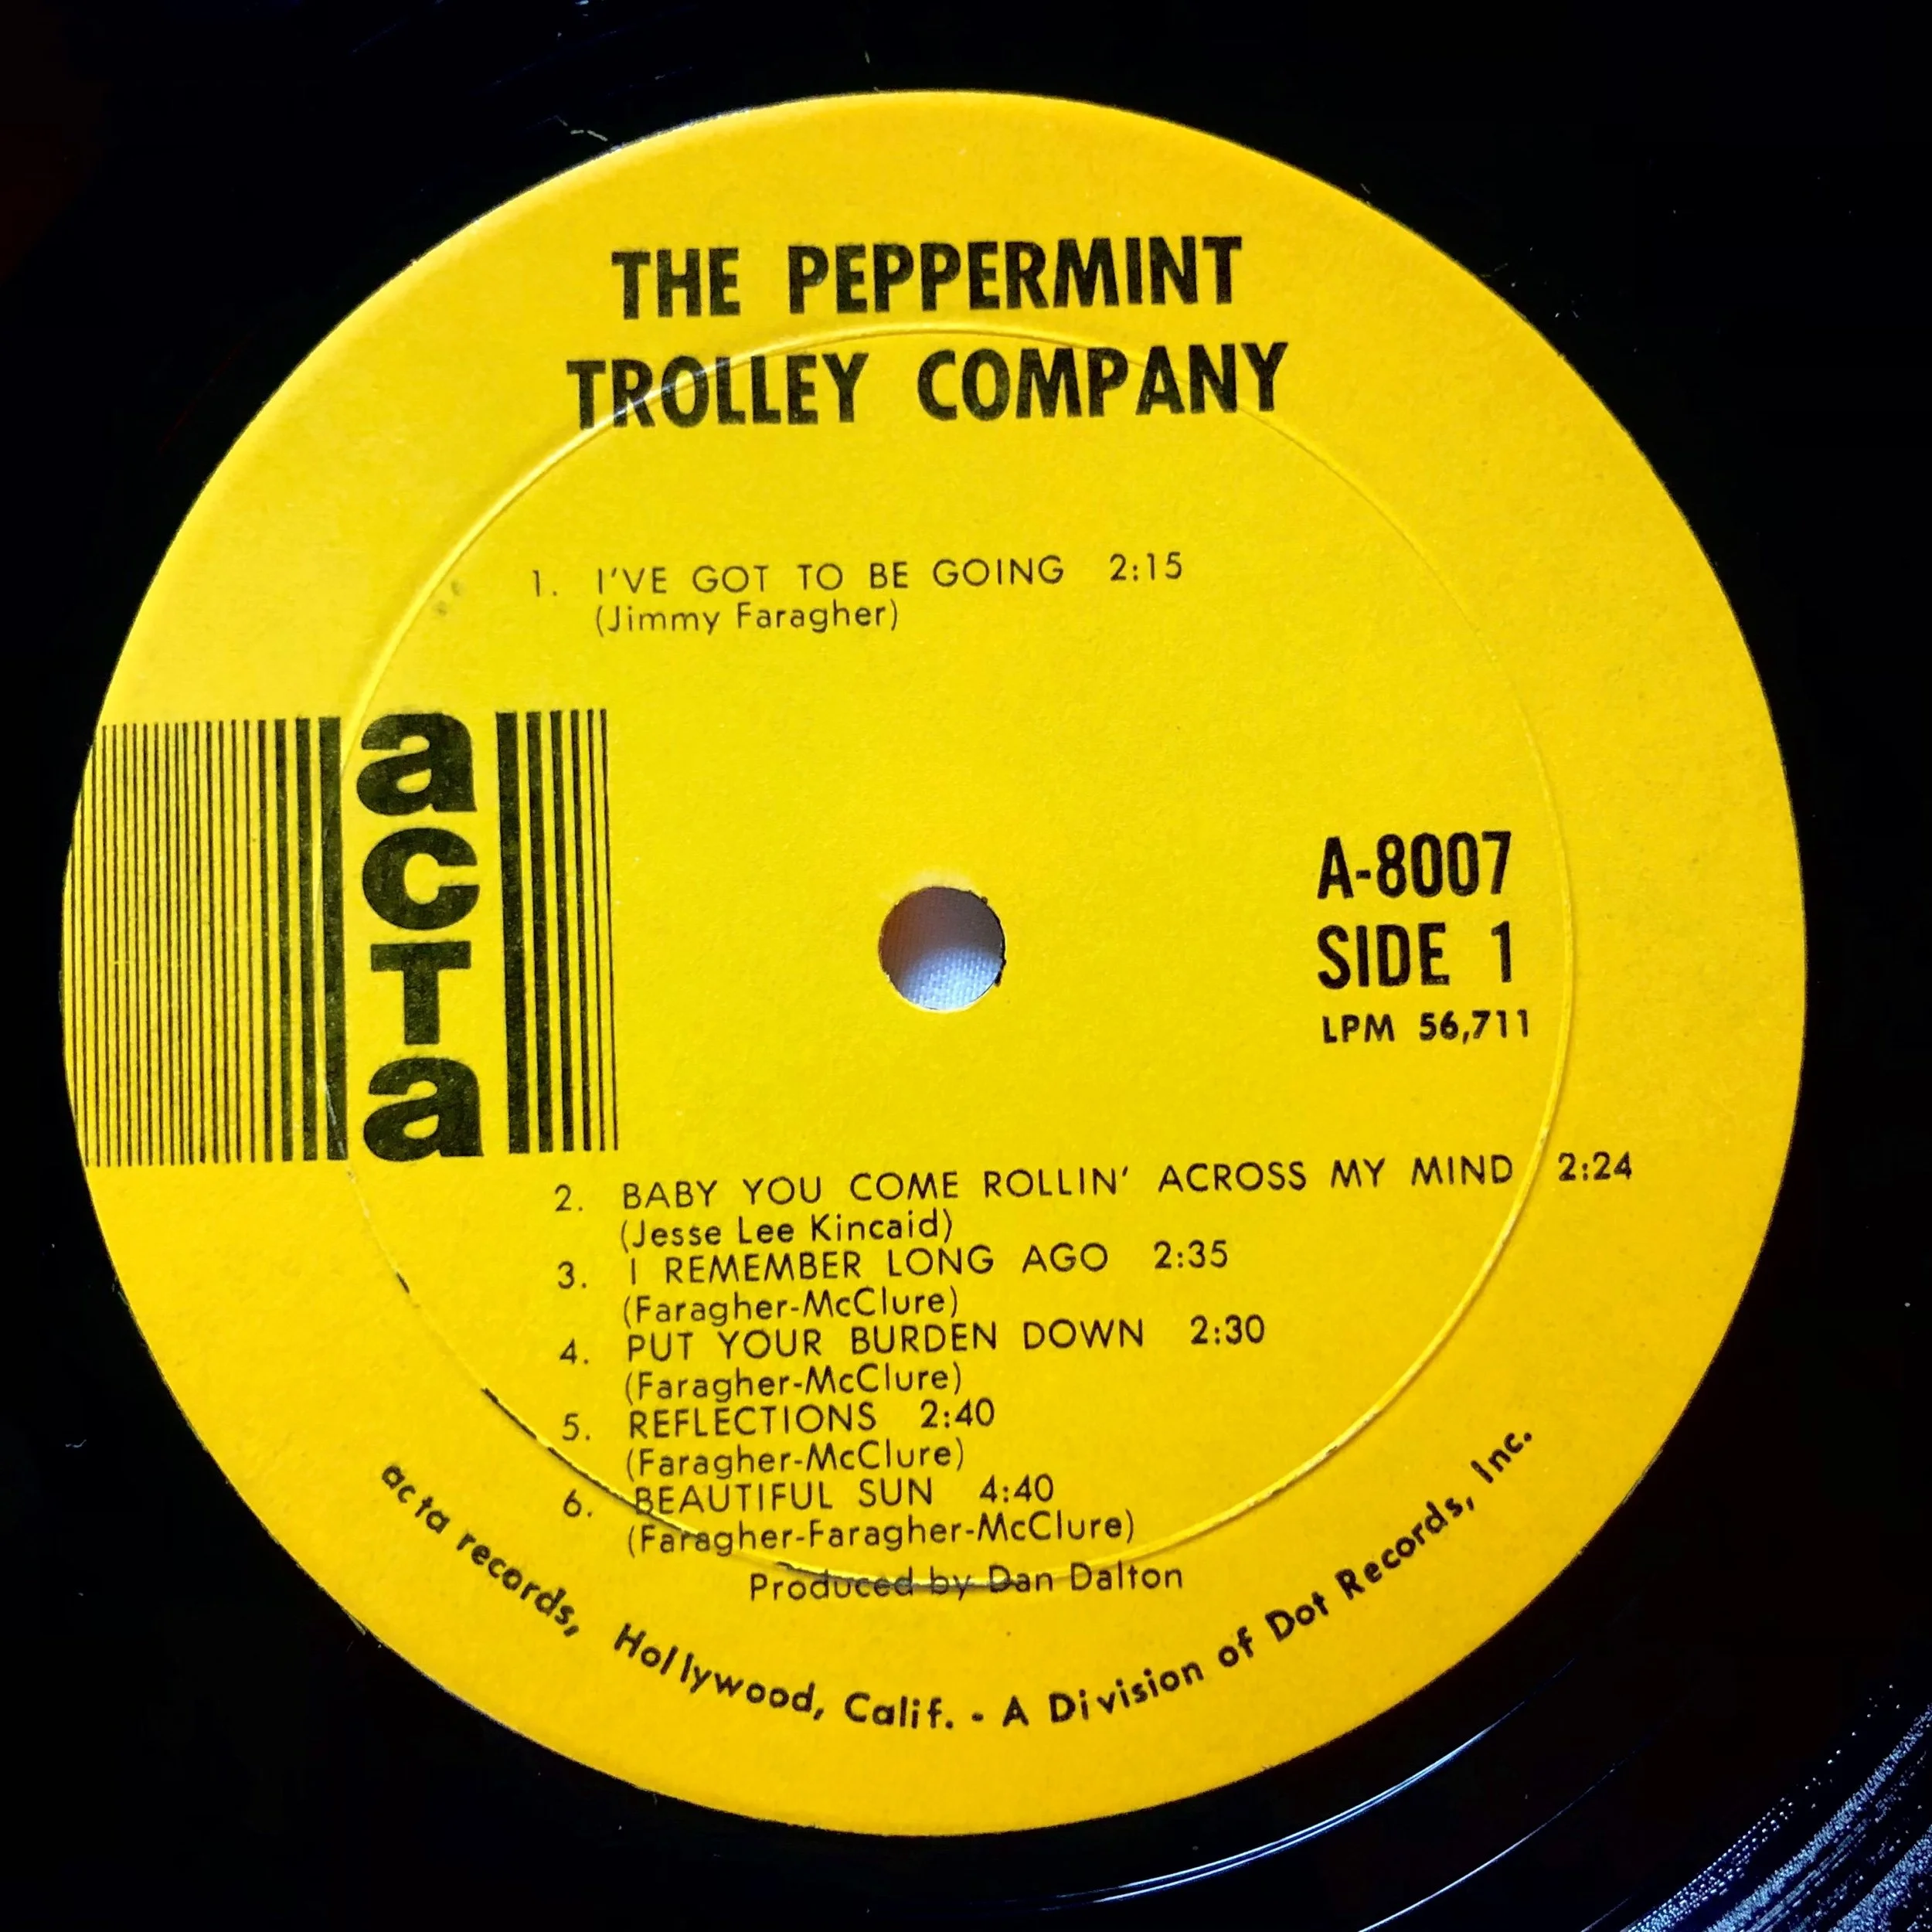 THE PEPPERMINT
TROLLEY COMPANY
1. I'VE GOT TO BE GOING 2:15
(Jimmy Faragher)
acTa
A-8007
SIDE 1
LPM 56,711
2. BABY YOU COME ROLLIN' ACROSS MY MIND 2:24
(Jesse Lee Kincaid)
3. I REMEMBER LONG AGO 2:35
(Faragher-McClure)
4. PUT YOUR BURDEN DOWN 2:30
(Faragher-McClure)
5. REFLECTIONS 2:40
(Faragher-McClure)
6. BEAUTIFUL SUN 4:40
(Faragher-Faragher-McClure)
Produced by Dan Dalton
acta records, Hollywood, Calif. - A Division of Dot Records, Inc.